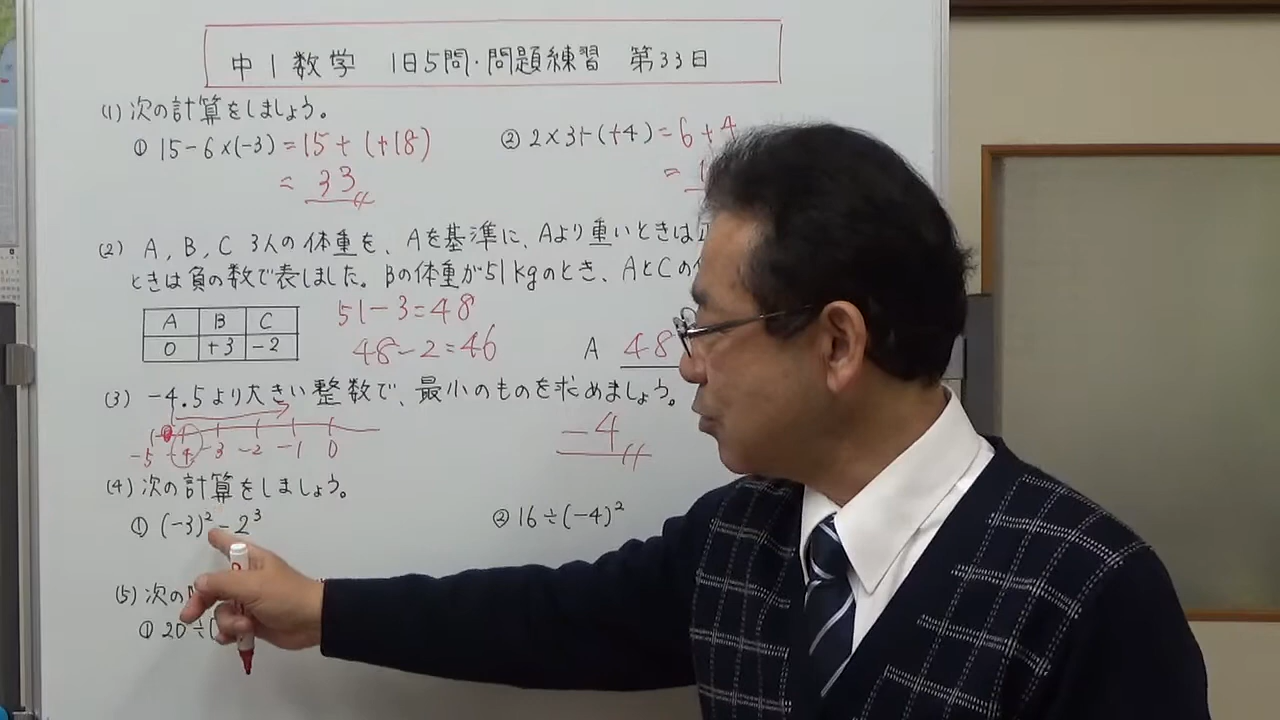 中1数学 1日5問・問題練習 第33日
(1) 次の計算をしましょう。
① 15-6×(-3) =15+(+18)
= 33
② 2×3+(+4) =6+4
=
(2) A, B, C 3人の体重を、Aを基準に、Aより重いときは
ときは負の数で表しました。Bの体重が51kgのとき、AとCの
A B C
0 +3 -2
51-3=48
48-2=46
A 48
(3) -4.5より大きい整数で、最小のものを求めましょう。
-5 -4 -3 -2 -1 0
-4
(4) 次の計算をしましょう。
① (-3)²-2³
② 16÷(-4)²
(5) 次の
① 20÷